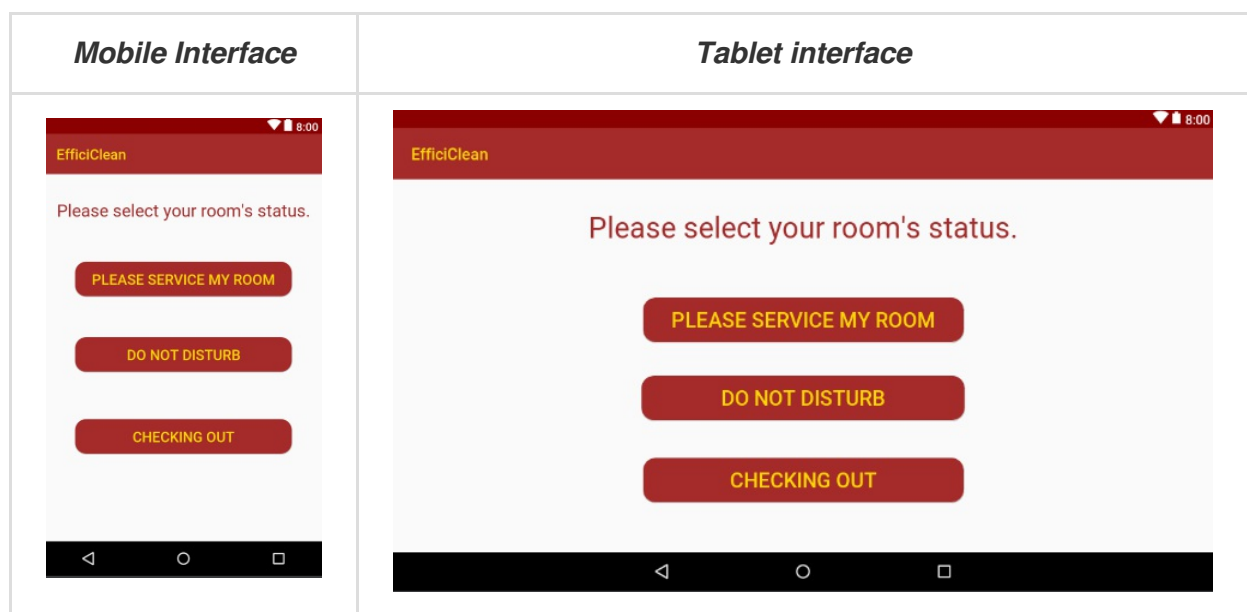 Mobile Interface
Tablet interface
8:00
EfficiClean
Please select your room's status.
PLEASE SERVICE MY ROOM
DO NOT DISTURB
CHECKING OUT
8:00
EfficiClean
Please select your room's status.
PLEASE SERVICE MY ROOM
DO NOT DISTURB
CHECKING OUT